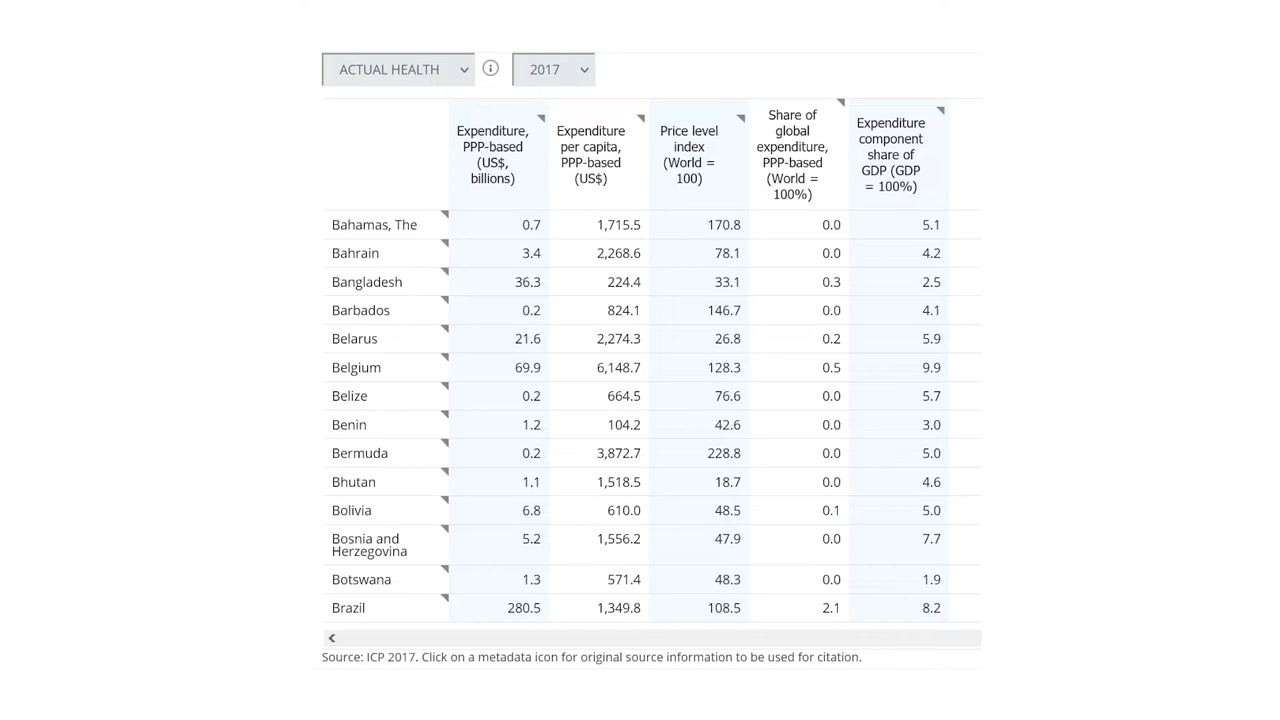 ACTUAL HEALTH 2017
Expenditure, PPP-based (US$, billions) Expenditure per capita, PPP-based (US$) Price level index (World = 100) Share of global expenditure, PPP-based (World = 100%) Expenditure component share of GDP (GDP = 100%)
Bahamas, The 0.7 1,715.5 170.8 0.0 5.1
Bahrain 3.4 2,268.6 78.1 0.0 4.2
Bangladesh 36.3 224.4 33.1 0.3 2.5
Barbados 0.2 824.1 146.7 0.0 4.1
Belarus 21.6 2,274.3 26.8 0.2 5.9
Belgium 69.9 6,148.7 128.3 0.5 9.9
Belize 0.2 664.5 76.6 0.0 5.7
Benin 1.2 104.2 42.6 0.0 3.0
Bermuda 0.2 3,872.7 228.8 0.0 5.0
Bhutan 1.1 1,518.5 18.7 0.0 4.6
Bolivia 6.8 610.0 48.5 0.1 5.0
Bosnia and Herzegovina 5.2 1,556.2 47.9 0.0 7.7
Botswana 1.3 571.4 48.3 0.0 1.9
Brazil 280.5 1,349.8 108.5 2.1 8.2
Source: ICP 2017. Click on a metadata icon for original source information to be used for citation.